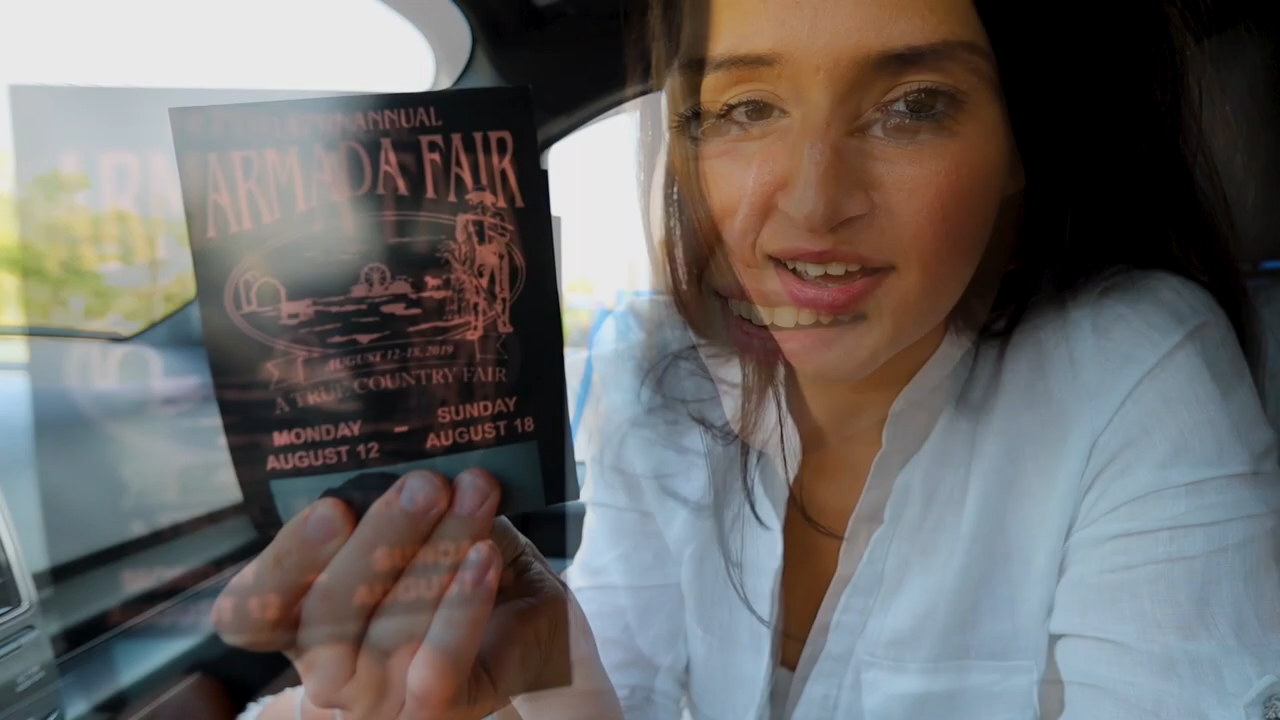 ANNUAL
ARMADA FAIR
AUGUST 12-18, 2019
A TRUE COUNTRY FAIR
MONDAY - SUNDAY
AUGUST 12 AUGUST 18